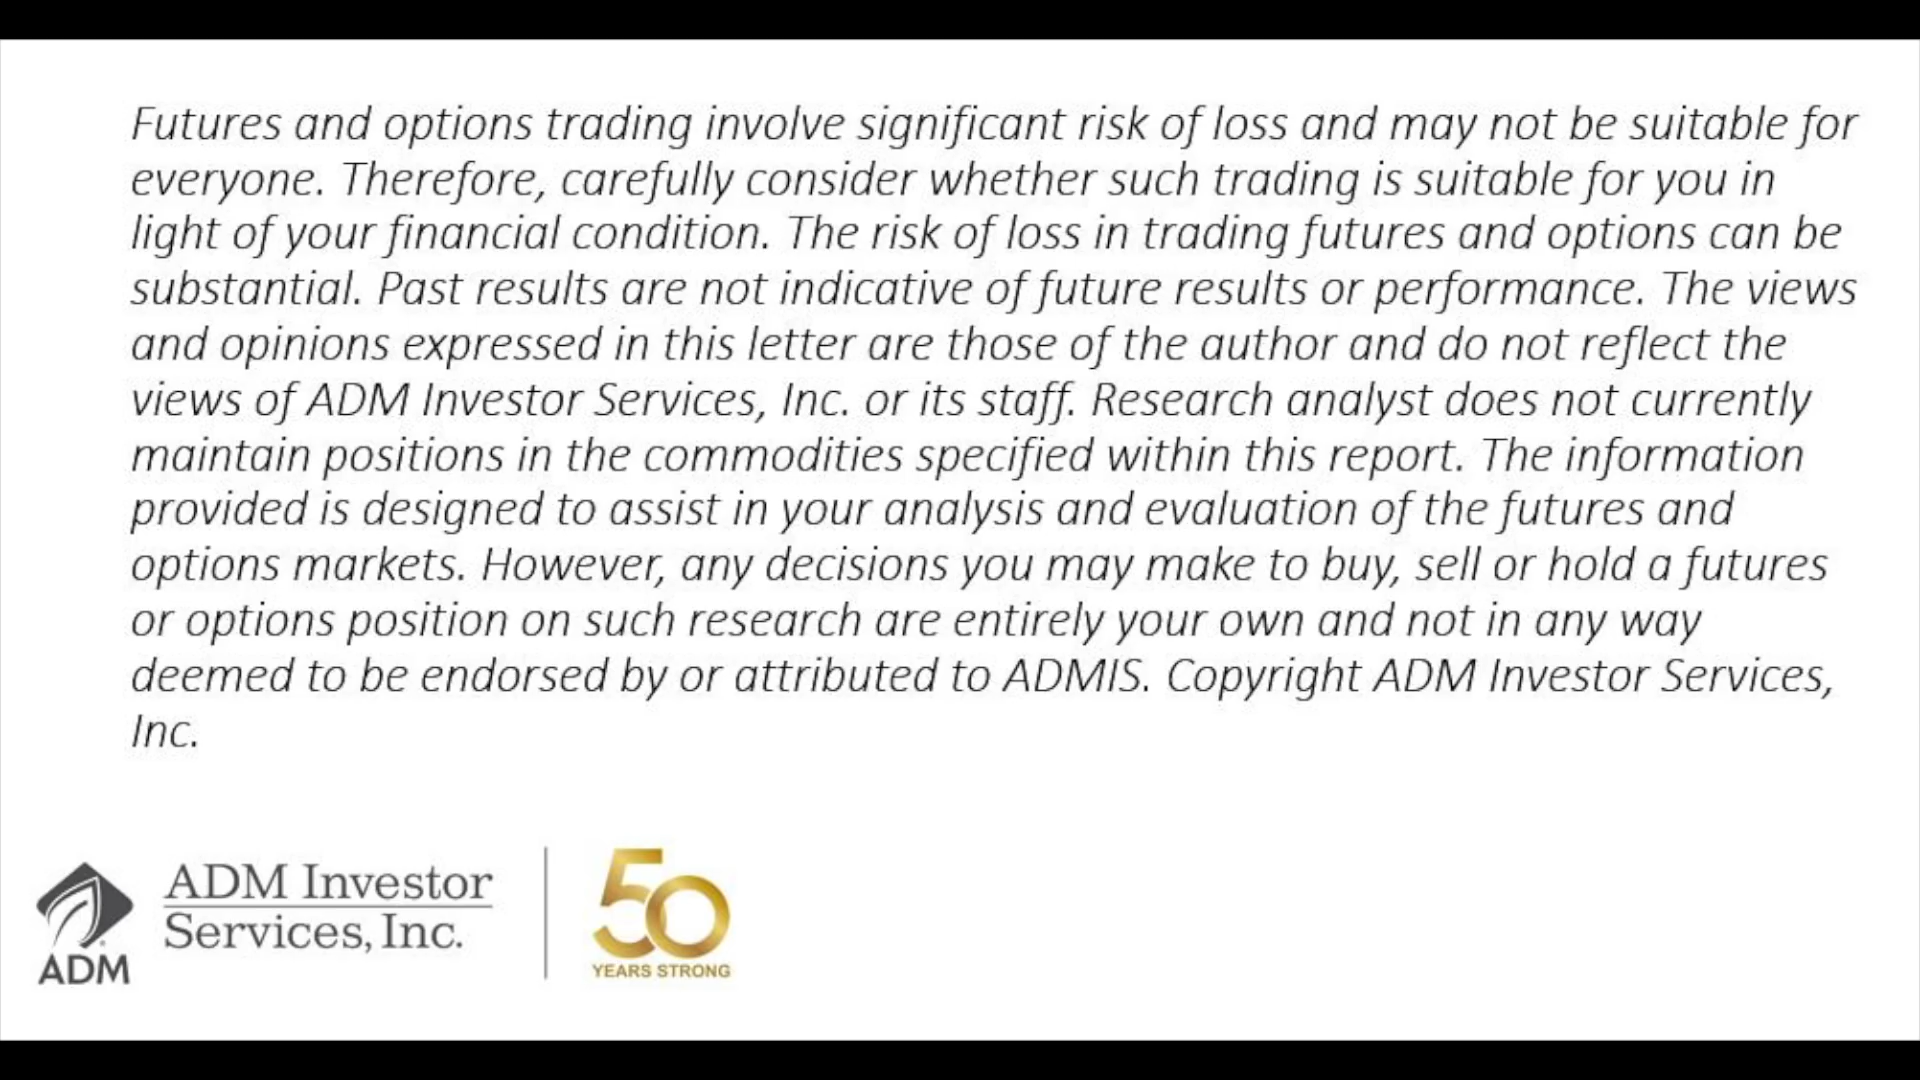 Futures and options trading involve significant risk of loss and may not be suitable for
everyone. Therefore, carefully consider whether such trading is suitable for you in
light of your financial condition. The risk of loss in trading futures and options can be
substantial. Past results are not indicative of future results or performance. The views
and opinions expressed in this letter are those of the author and do not reflect the
views of ADM Investor Services, Inc. or its staff. Research analyst does not currently
maintain positions in the commodities specified within this report. The information
provided is designed to assist in your analysis and evaluation of the futures and
options markets. However, any decisions you may make to buy, sell or hold a futures
or options position on such research are entirely your own and not in any way
deemed to be endorsed by or attributed to ADMIS. Copyright ADM Investor Services,
Inc.
ADM
ADM Investor
Services, Inc.
50
YEARS STRONG